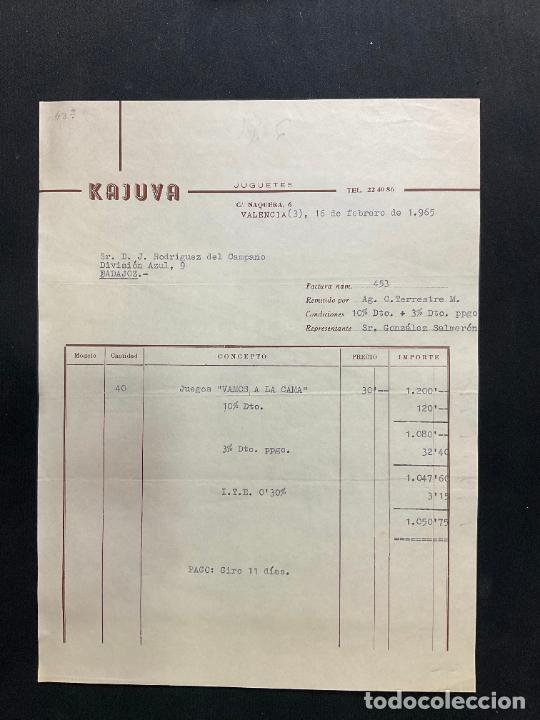 KAJUVA
JUGUETES
TEL. 22 40 86
C/. NAQUERA, 6
VALENCIA(3), 16 de febrero de 1.965
Sr. D. J. Rodriguez del Campano
División Azul, 9
BADAJOZ.-
Factura núm. 453
Remitido por Ag. C.Terrestre M.
Condiciones 10% Dto. + 3% Dto. ppgo
Representante Sr. González Salmerón
Modelo Cantidad CONCEPTO PRECIO IMPORTE
40 Juegos "VAMOS A LA CAMA" 30'-- 1.200'--
10% Dto. 120'--
1.080'--
3% Dto. ppgo. 32'40
1.047'60
I.T.E. 0'30% 3'15
1.050'75
PAGO: Giro 11 días.
todocoleccion